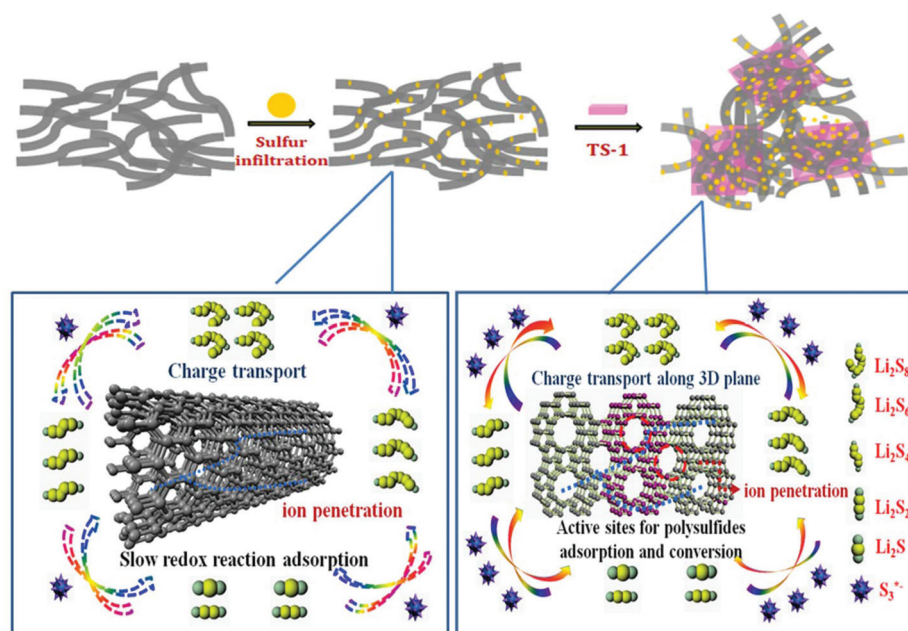 Sulfur
infiltration
TS-1
Charge transport
ion penetration
Slow redox reaction adsorption
Charge transport along 3D plane
ion penetration
Active sites for polysulfides
adsorption and conversion
Li₂S₈
Li₂S₆
Li₂S₄
Li₂S₂
Li₂S
S₃*⁻